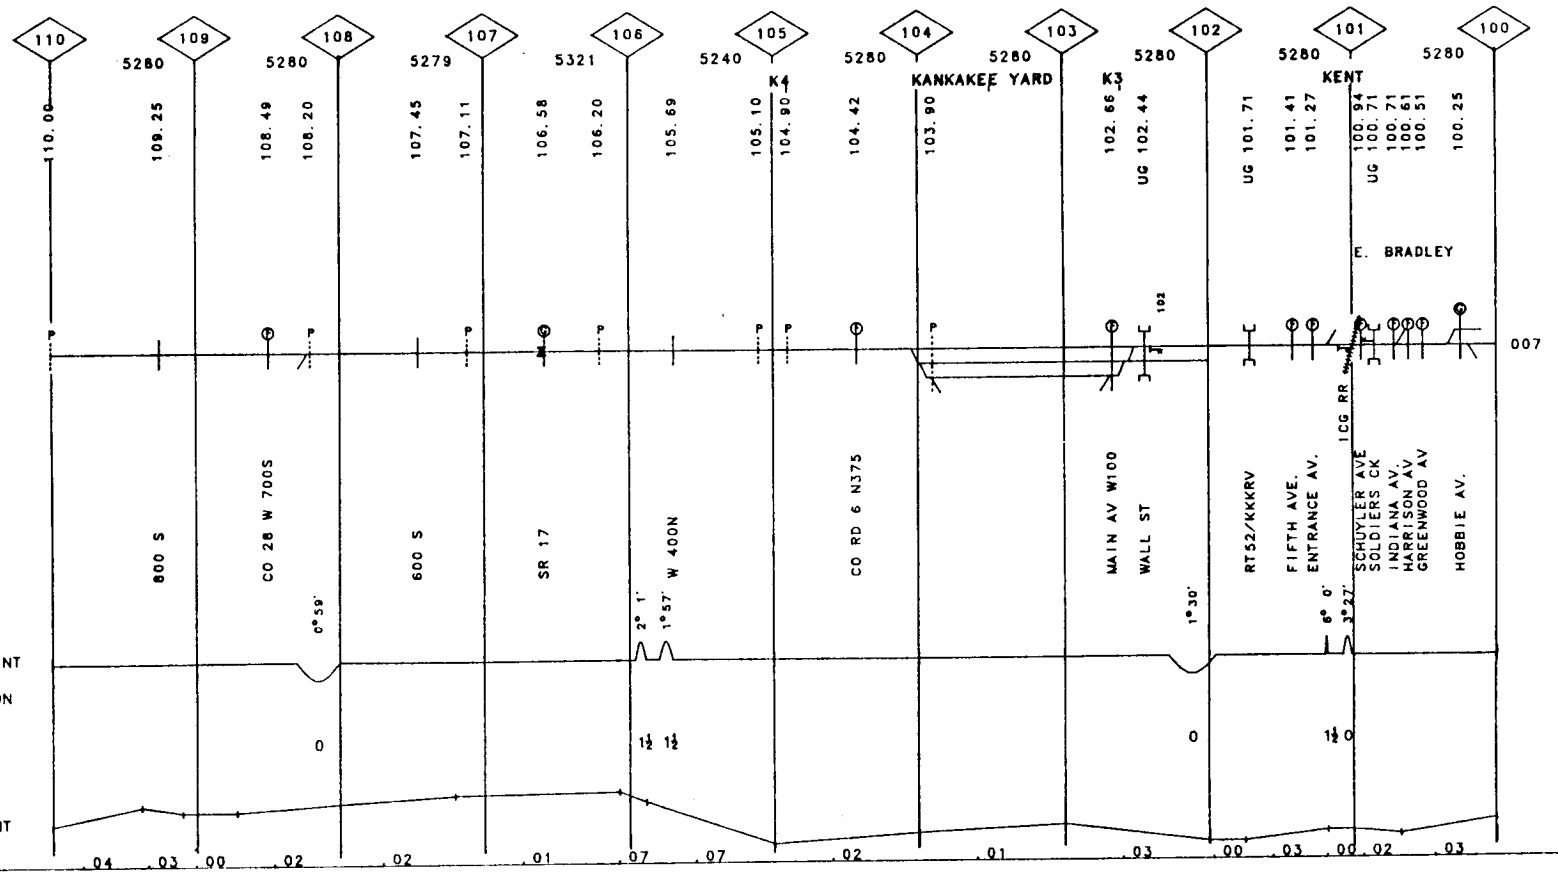 110 109 108 107 106 105 104 103 102 101 100
5280 5280 5279 5321 5240 5280 5280 5280 5280 5280
K4 KANKAKEE YARD K3 KENT
110.00
109.25
108.49
108.20
107.45
107.11
106.58
106.20
105.69
105.10
104.90
104.42
103.90
102.66
UG 102.44
UG 101.71
101.41
101.27
100.94
UG 100.71
100.71
100.61
100.51
100.25
E. BRADLEY
102
P F P P G P P P F P F F F F F F F G
007
ICG RR
800 S
CO 28 W 700S
600 S
SR 17
W 400N
CO RD 6 N375
MAIN AV W100
WALL ST
RT52/KKKRV
FIFTH AVE.
ENTRANCE AV.
SCHUYLER AVE
SOLDIERS CK
INDIANA AV.
HARRISON AV
GREENWOOD AV
HOBBIE AV.
0°59'
2° 1'
1°57'
1°30'
6° 0'
3°27'
NT
ON
0 1½ 1½ 0 1½ 0
NT
.04 .03 .00 .02 .02 .01 .07 .07 .02 .01 .03 .00 .03 .00 .02 .03